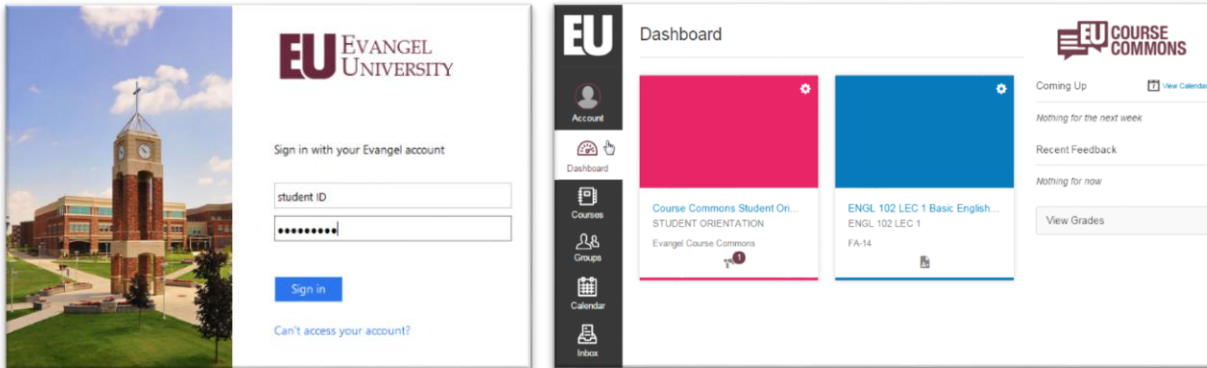 EU EVANGEL
UNIVERSITY
Sign in with your Evangel account
student ID
•••••••••
Sign in
Can't access your account?
EU
Account
Dashboard
Courses
Groups
Calendar
Inbox
Dashboard
Course Commons Student Ori...
STUDENT ORIENTATION
Evangel Course Commons
1
ENGL 102 LEC 1 Basic English...
ENGL 102 LEC 1
FA-14
EU COURSE
COMMONS
Coming Up
7 View Calendar
Nothing for the next week
Recent Feedback
Nothing for now
View Grades